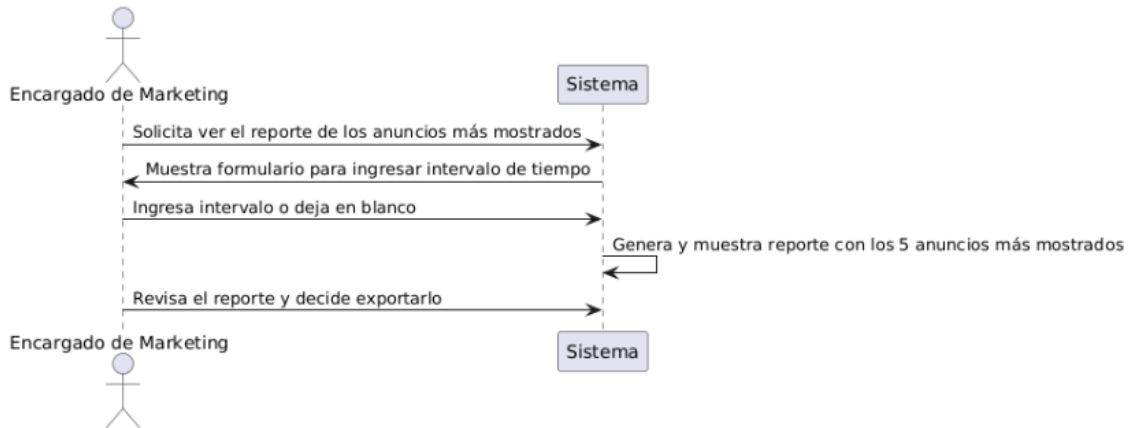 Encargado de Marketing
Sistema
Solicita ver el reporte de los anuncios más mostrados
Muestra formulario para ingresar intervalo de tiempo
Ingresa intervalo o deja en blanco
Genera y muestra reporte con los 5 anuncios más mostrados
Revisa el reporte y decide exportarlo
Encargado de Marketing
Sistema